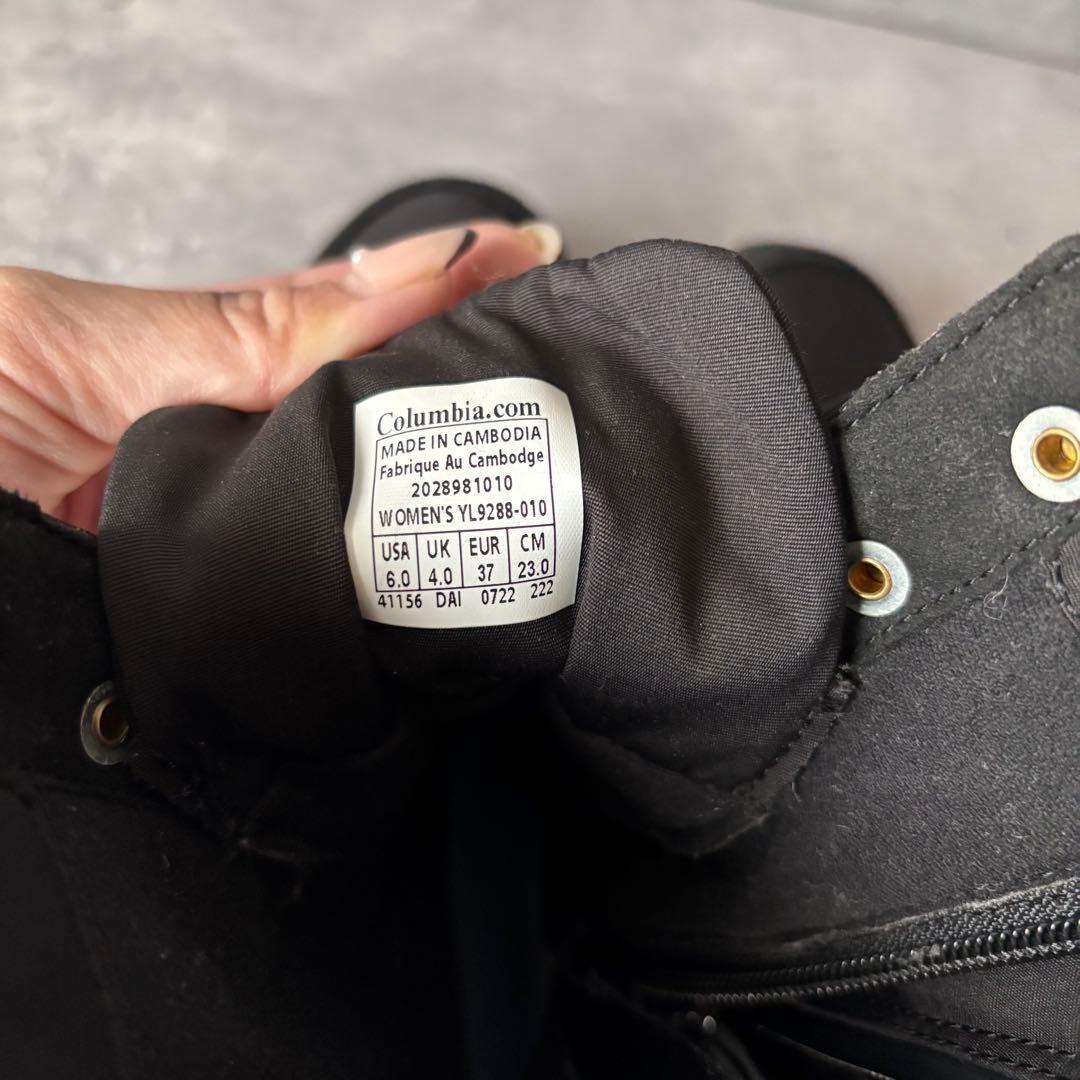 Columbia.com
MADE IN CAMBODIA
Fabrique Au Cambodge
2028981010
WOMEN'S YL9288-010
USA UK EUR CM
6.0 4.0 37 23.0
41156 DAI 0722 222